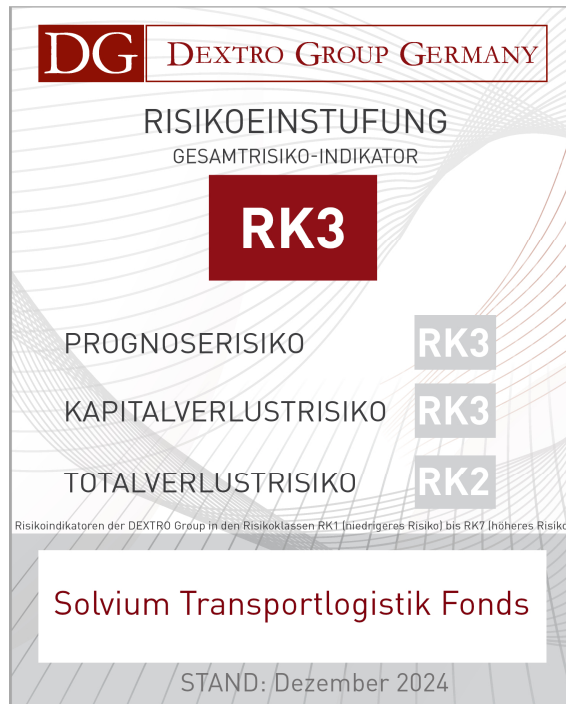 DG DEXTRO GROUP GERMANY
RISIKOEINSTUFUNG
GESAMTRISIKO-INDIKATOR
RK3
PROGNOSERISIKO RK3
KAPITALVERLUSTRISIKO RK3
TOTALVERLUSTRISIKO RK2
Risikoindikatoren der DEXTRO Group in den Risikoklassen RK1 (niedrigeres Risiko) bis RK7 (höheres Risiko
Solvium Transportlogistik Fonds
STAND: Dezember 2024